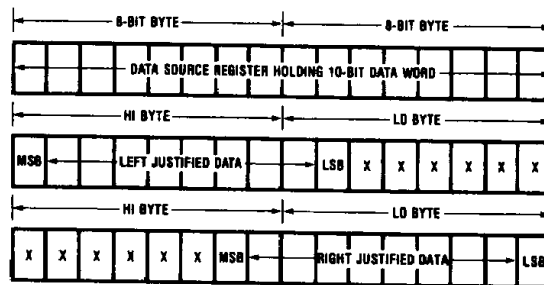 8-BIT BYTE 8-BIT BYTE
DATA SOURCE REGISTER HOLDING 10-BIT DATA WORD
HI BYTE LO BYTE
MSB LEFT JUSTIFIED DATA LSB X X X X X X
HI BYTE LO BYTE
X X X X X X MSB RIGHT JUSTIFIED DATA LSB